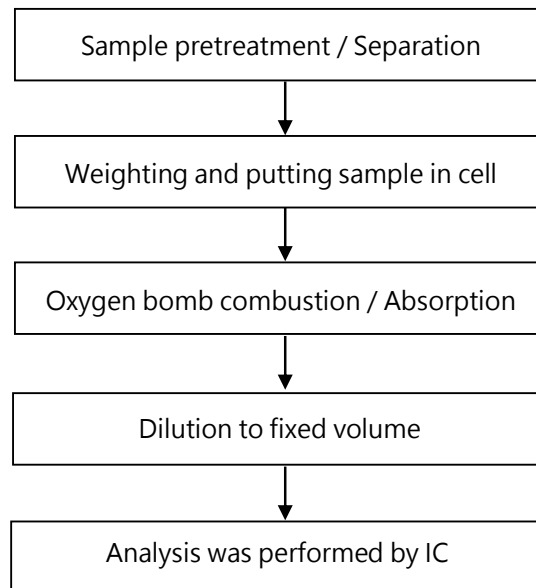 Sample pretreatment / Separation
Weighting and putting sample in cell
Oxygen bomb combustion / Absorption
Dilution to fixed volume
Analysis was performed by IC